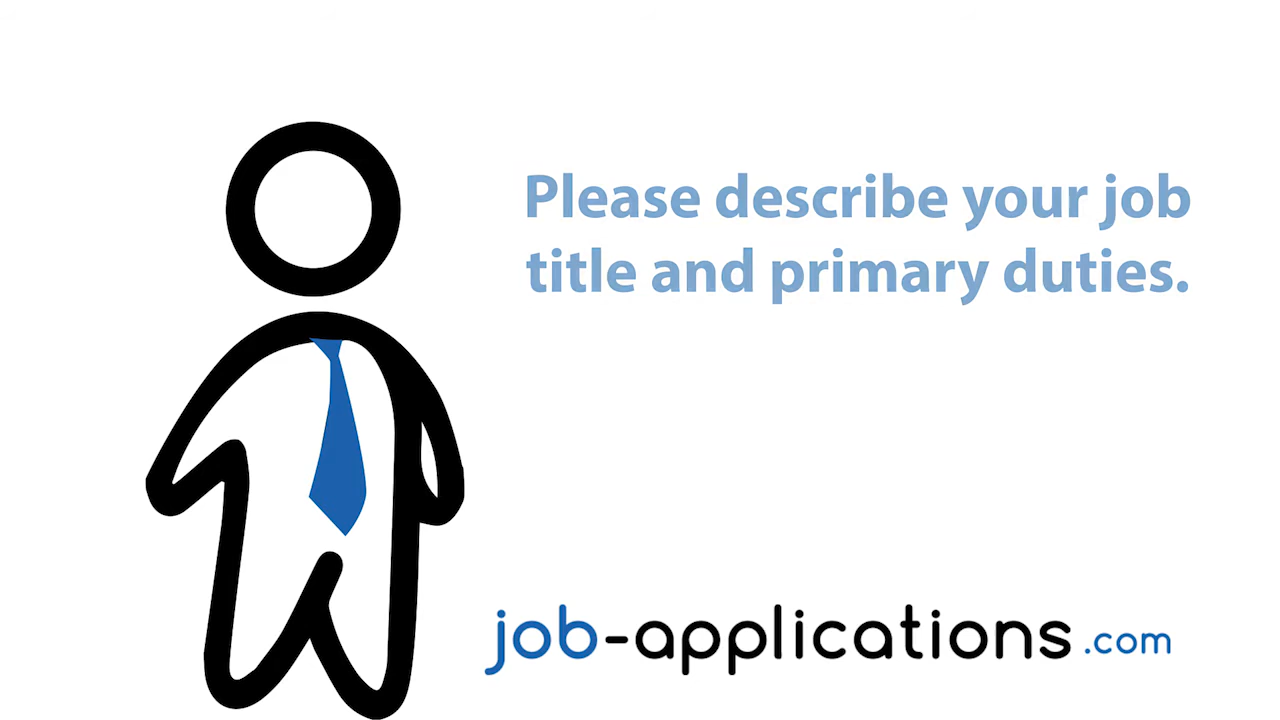 Please describe your job
title and primary duties.
job-applications.com